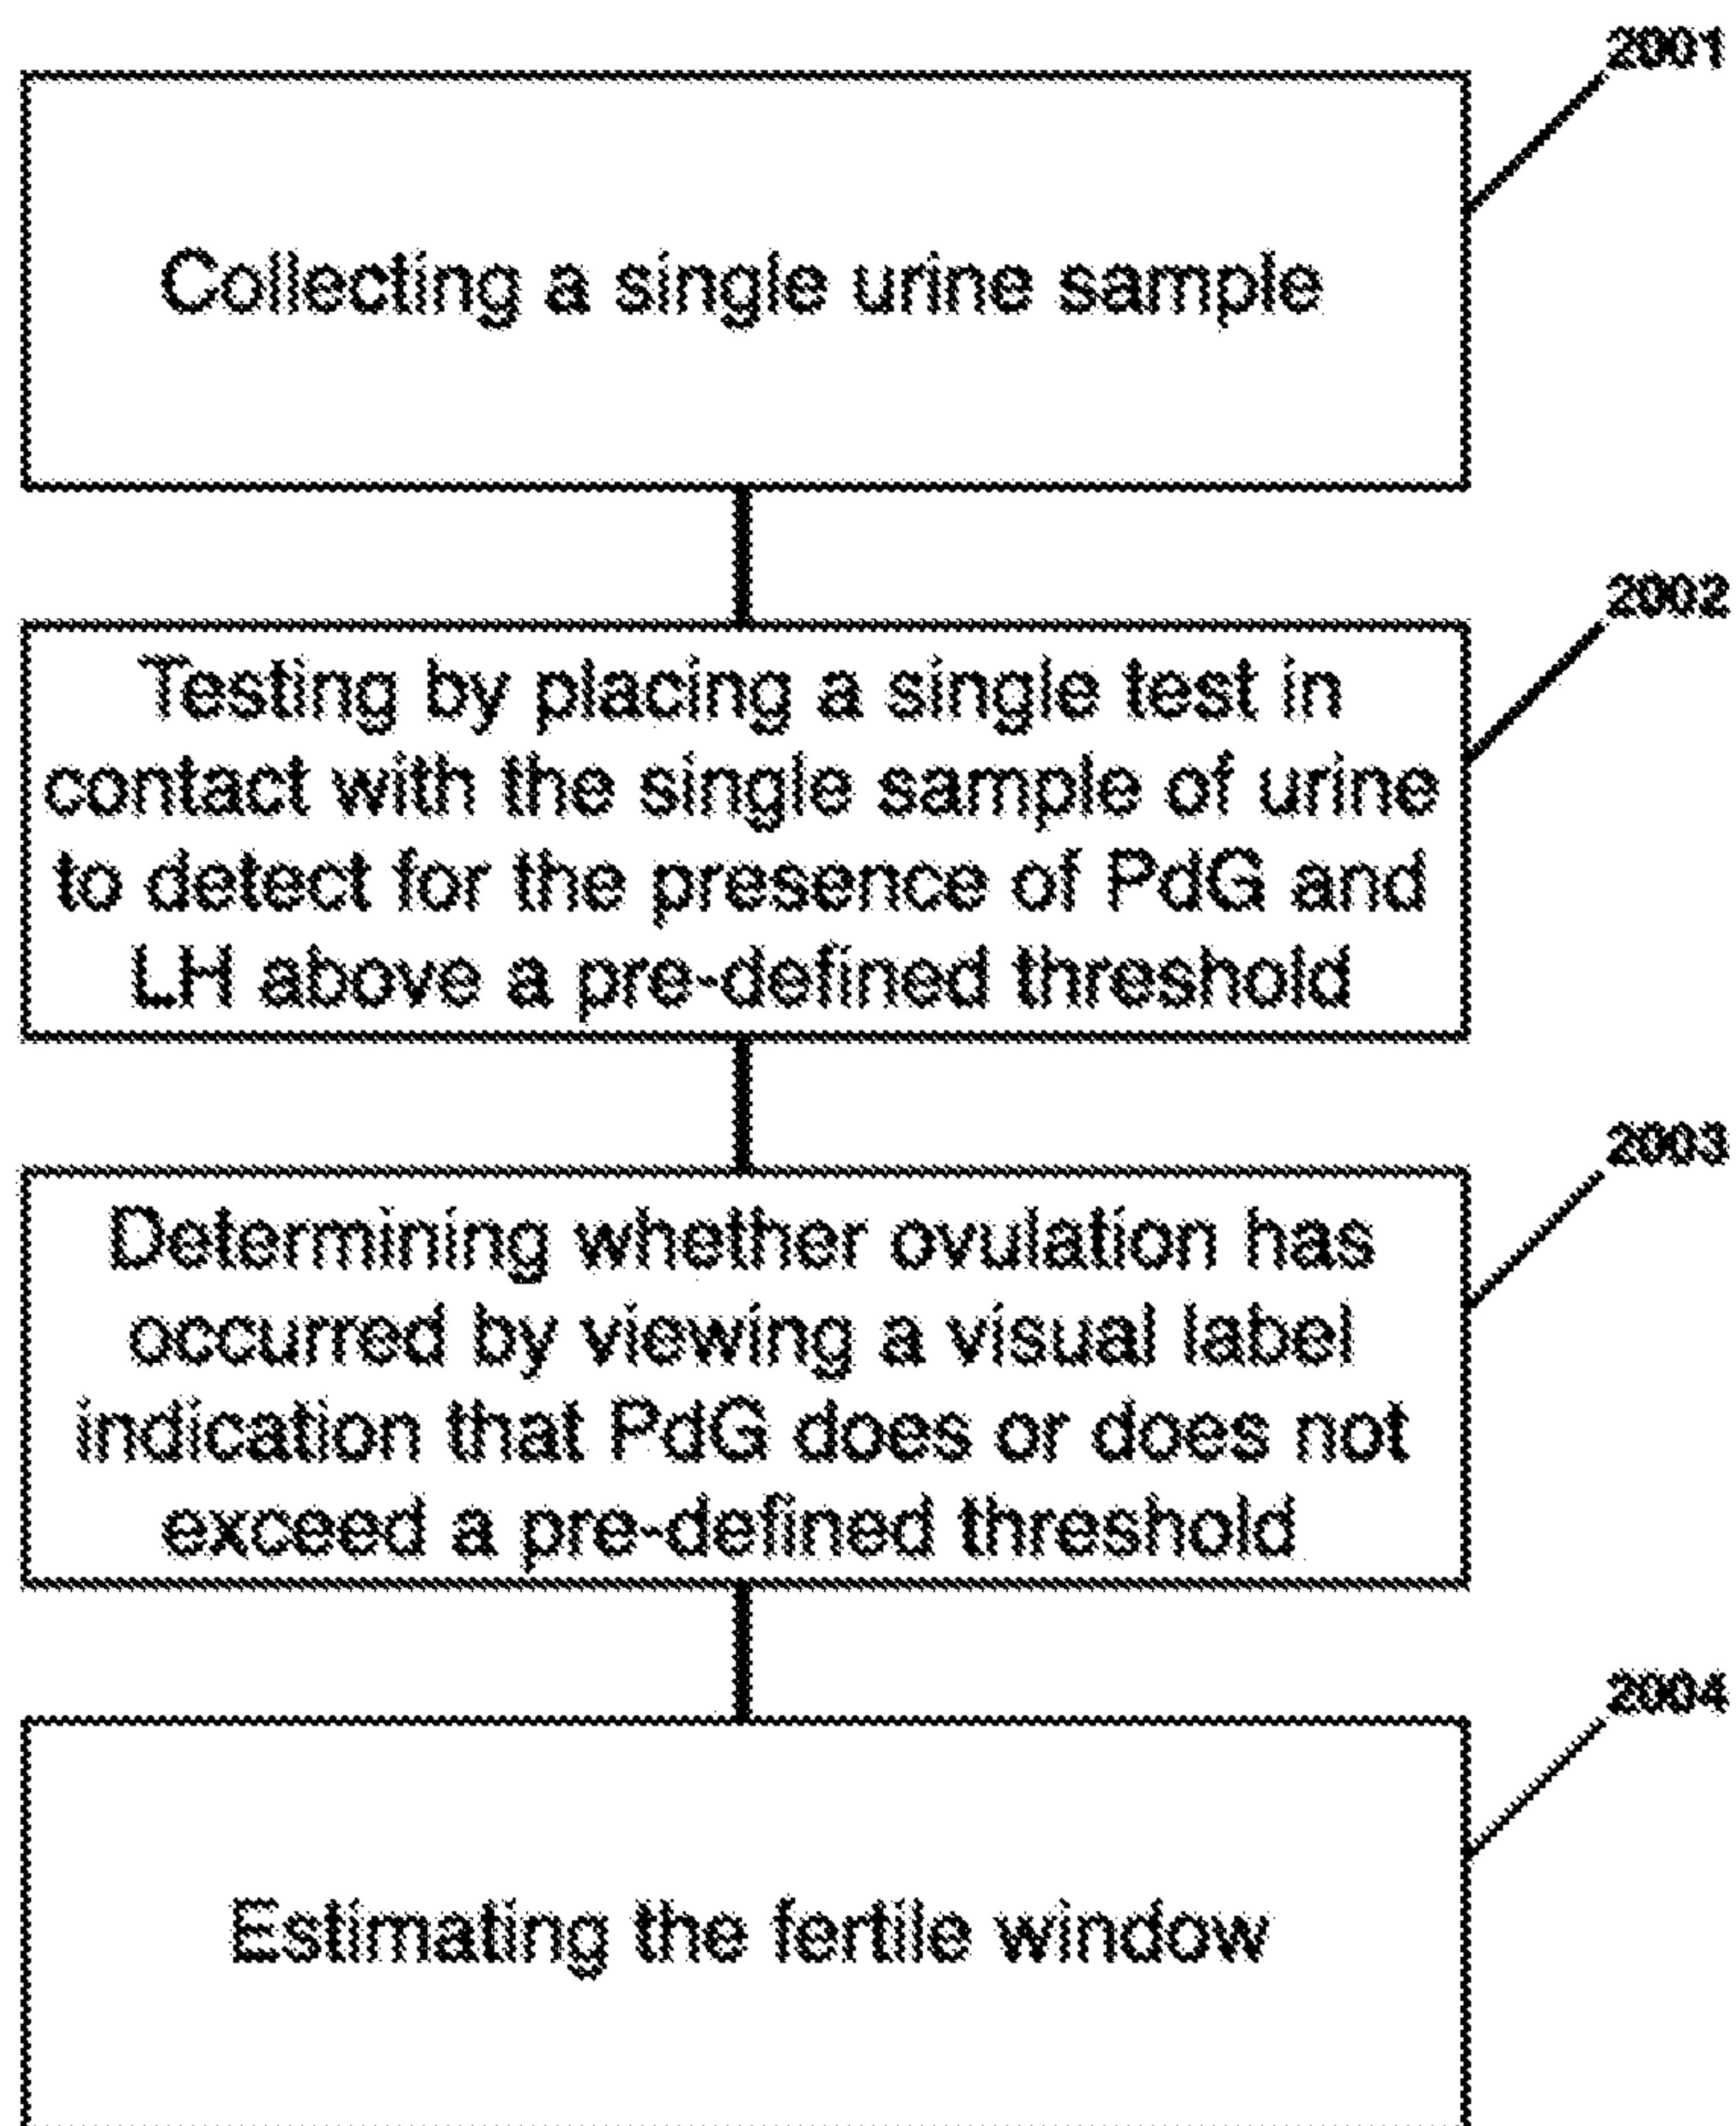 2001
Collecting a single urine sample
2002
Testing by placing a single test in
contact with the single sample of urine
to detect for the presence of PdG and
LH above a pre-defined threshold
2003
Determining whether ovulation has
occurred by viewing a visual label
indication that PdG does or does not
exceed a pre-defined threshold
2004
Estimating the fertile window